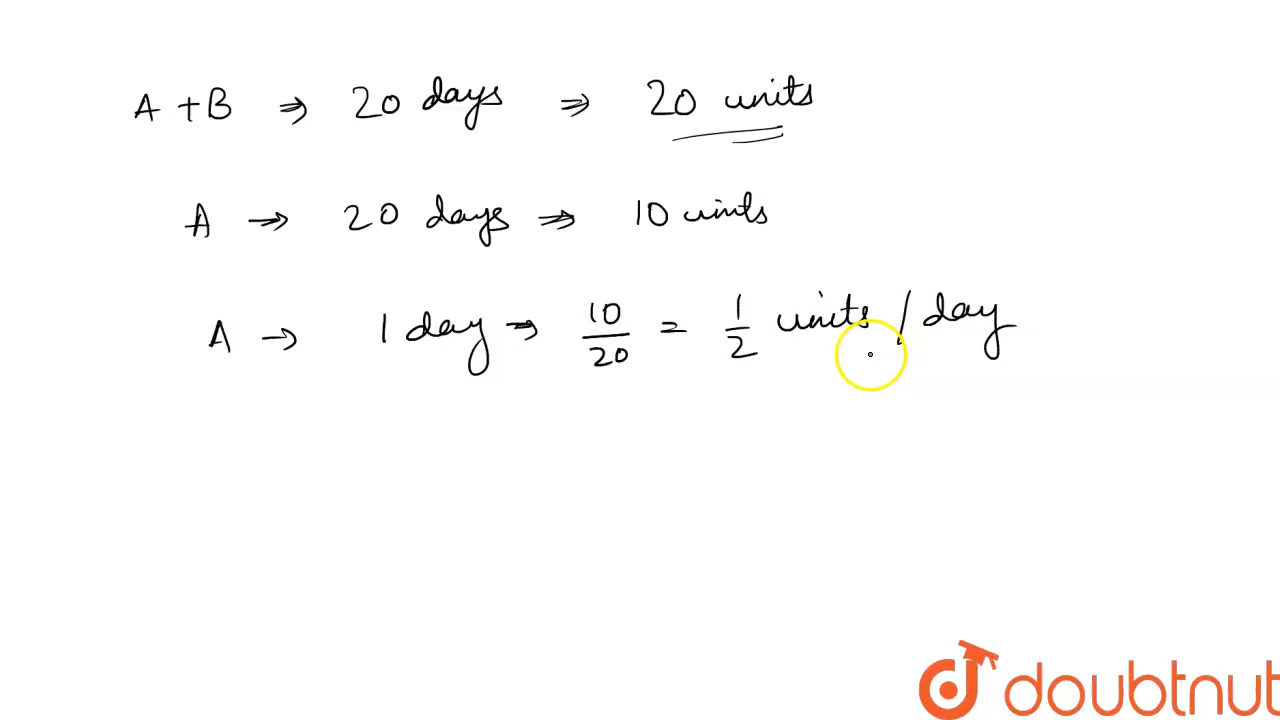 A + B ⇒ 20 days ⇒ 20 units
A → 20 days ⇒ 10 units
A → 1 day → 10/20 = 1/2 units / day
doubtnut